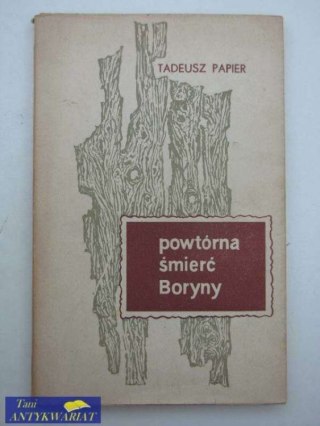 TADEUSZ PAPIER
powtórna
śmierć
Boryny
Tani
ANTYKWARIAT